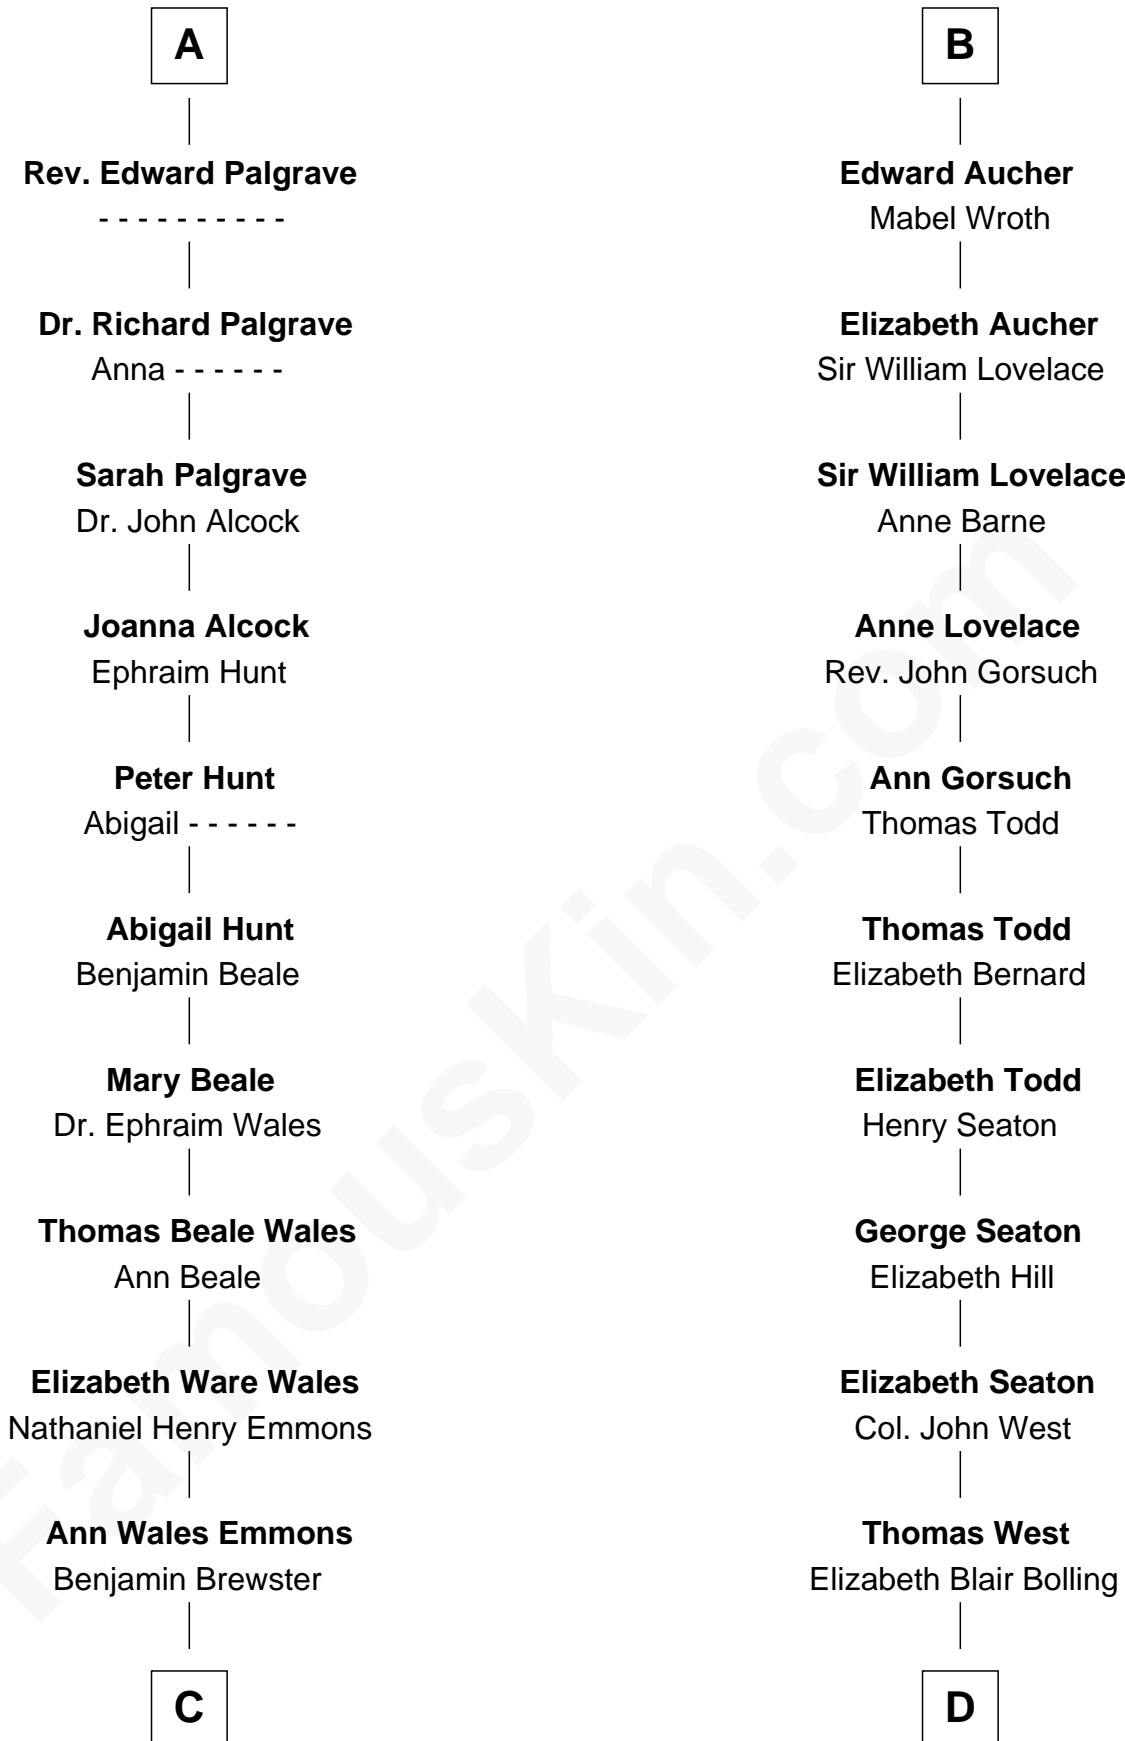 A
Rev. Edward Palgrave
- - - - - - - - - -
Dr. Richard Palgrave
Anna - - - - - -
Sarah Palgrave
Dr. John Alcock
Joanna Alcock
Ephraim Hunt
Peter Hunt
Abigail - - - - - -
Abigail Hunt
Benjamin Beale
Mary Beale
Dr. Ephraim Wales
Thomas Beale Wales
Ann Beale
Elizabeth Ware Wales
Nathaniel Henry Emmons
Ann Wales Emmons
Benjamin Brewster
C
B
Edward Aucher
Mabel Wroth
Elizabeth Aucher
Sir William Lovelace
Sir William Lovelace
Anne Barne
Anne Lovelace
Rev. John Gorsuch
Ann Gorsuch
Thomas Todd
Thomas Todd
Elizabeth Bernard
Elizabeth Todd
Henry Seaton
George Seaton
Elizabeth Hill
Elizabeth Seaton
Col. John West
Thomas West
Elizabeth Blair Bolling
D
FamousKin.com